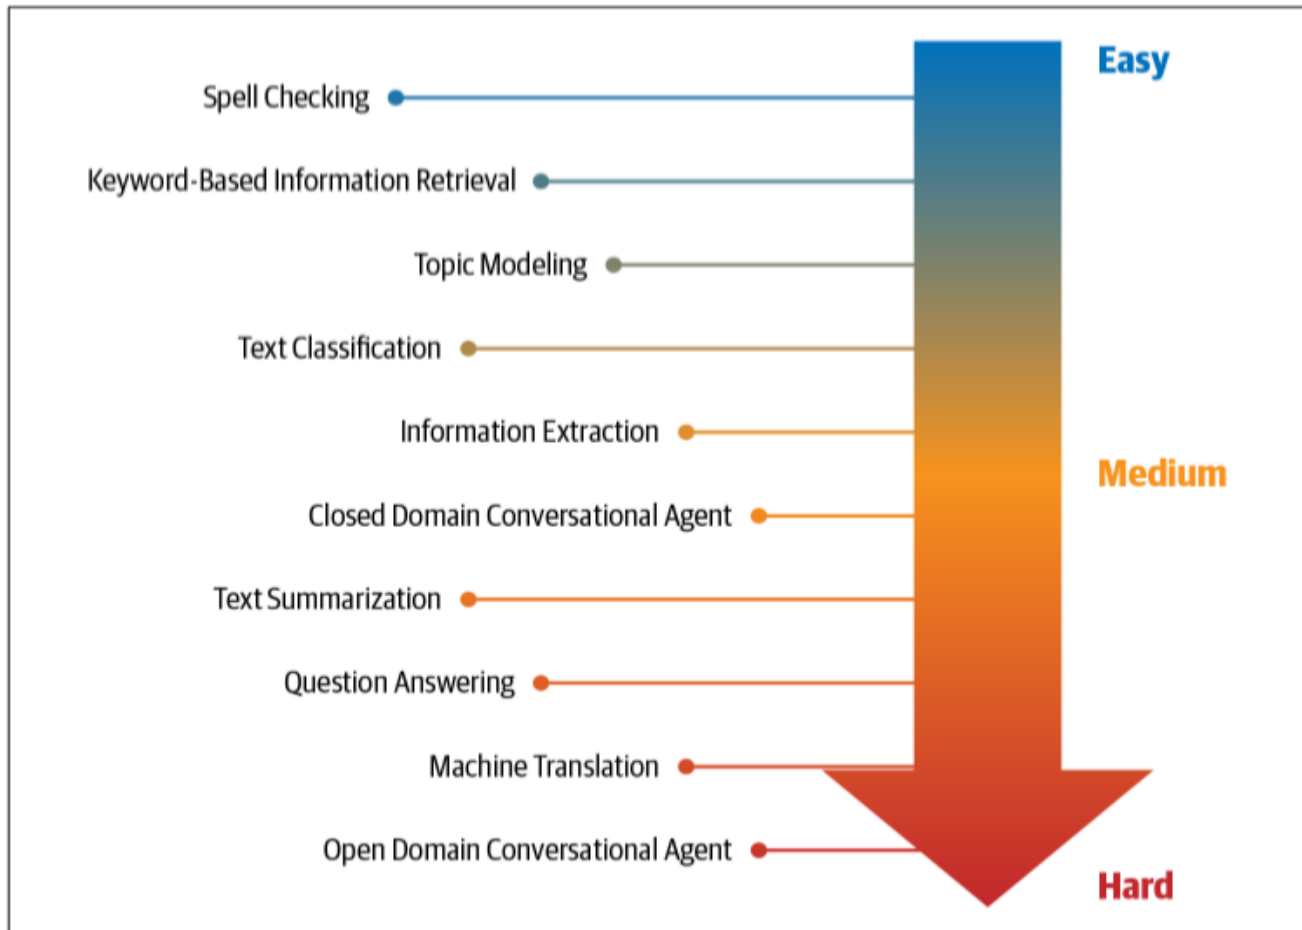 Easy
Spell Checking
Keyword-Based Information Retrieval
Topic Modeling
Text Classification
Information Extraction
Medium
Closed Domain Conversational Agent
Text Summarization
Question Answering
Machine Translation
Open Domain Conversational Agent
Hard